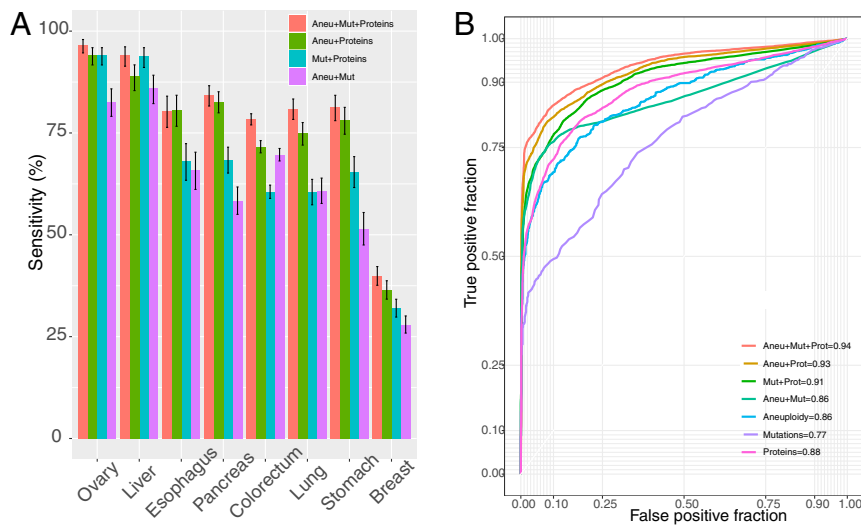 A
Sensitivity (%)
100
75
50
25
0
Aneu+Mut+Proteins
Aneu+Proteins
Mut+Proteins
Aneu+Mut
Ovary
Liver
Esophagus
Pancreas
Colorectum
Lung
Stomach
Breast
B
True positive fraction
1.00
0.90
0.75
0.50
0.25
0.10
0.00
Aneu+Mut+Prot=0.94
Aneu+Prot=0.93
Mut+Prot=0.91
Aneu+Mut=0.86
Aneuploidy=0.86
Mutations=0.77
Proteins=0.88
0.00 0.10 0.25 0.50 0.75 0.90 1.00
False positive fraction